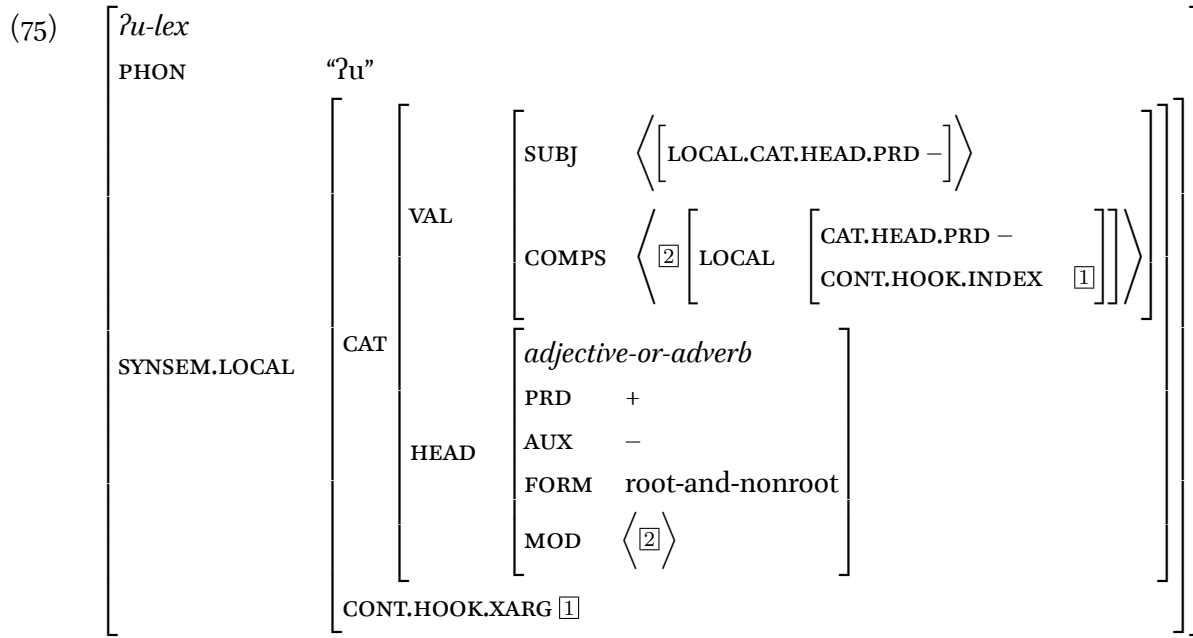 (75)
ʔu-lex
PHON “ʔu”
SUBJ ⟨[LOCAL.CAT.HEAD.PRD −]⟩
VAL
CAT.HEAD.PRD −
COMPS ⟨ 2 [LOCAL
CONT.HOOK.INDEX 1 ]]⟩
CAT
SYNSEM.LOCAL
adjective-or-adverb
PRD +
AUX −
HEAD
FORM root-and-nonroot
MOD ⟨ 2 ⟩
CONT.HOOK.XARG 1